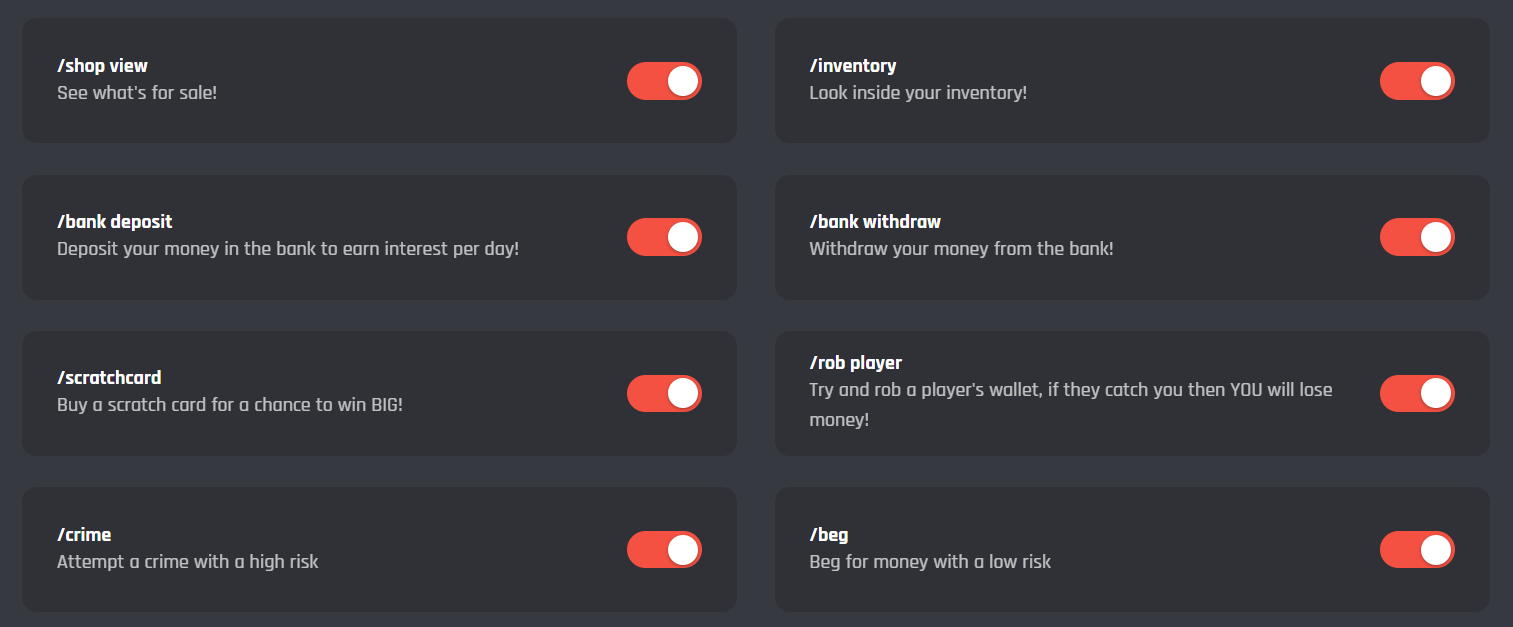 /shop view
See what's for sale!
/inventory
Look inside your inventory!
/bank deposit
Deposit your money in the bank to earn interest per day!
/bank withdraw
Withdraw your money from the bank!
/scratchcard
Buy a scratch card for a chance to win BIG!
/rob player
Try and rob a player's wallet, if they catch you then YOU will lose
money!
/crime
Attempt a crime with a high risk
/beg
Beg for money with a low risk